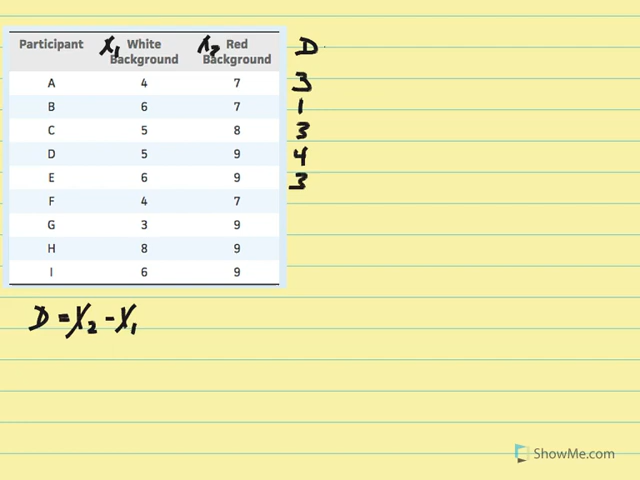 Participant X₁ White Background X₂ Red Background D
A 4 7 3
B 6 7 1
C 5 8 3
D 5 9 4
E 6 9 3
F 4 7
G 3 9
H 8 9
I 6 9
D = X₂ - X₁
ShowMe.com